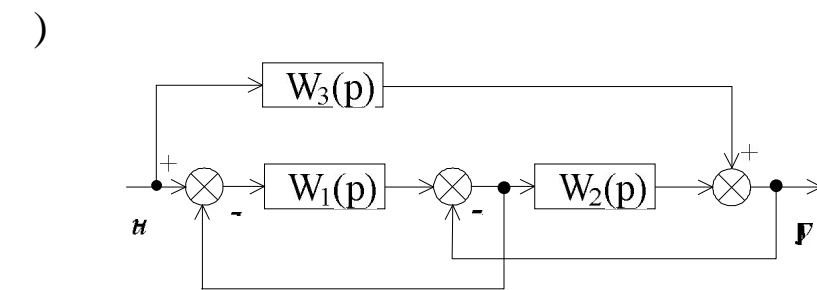 )
W₃(p)
+
+
W₁(p)
W₂(p)
-
-
и